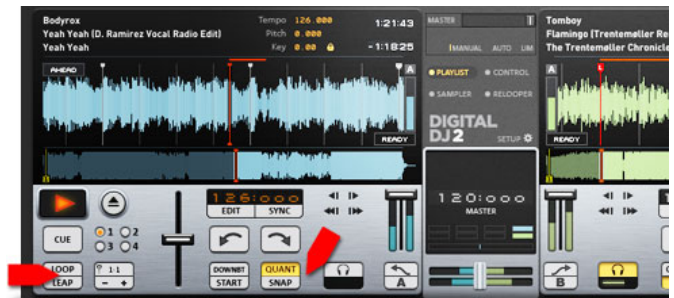 Bodyrox
Yeah Yeah (D. Ramirez Vocal Radio Edit)
Yeah Yeah
Tempo 126.000
Pitch 0.000
Key 0.00
1:21:43
-1:18:25
AHEAD
A
READY
MASTER
MANUAL AUTO LIM
PLAYLIST CONTROL
SAMPLER RELOOPER
DIGITAL
DJ2
SETUP
Tomboy
Flamingo (Trentemøller Re
The Trentemøller Chronicle
A
L
READY
126:000
EDIT SYNC
CUE
1 2
3 4
LOOP
LEAP
1·1
- +
DOWNBT
START
QUANT
SNAP
A
120:000
MASTER
B